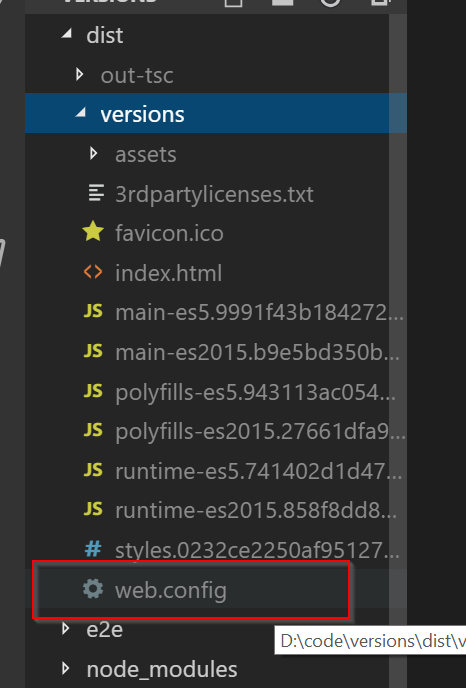 VERSIONS
dist
out-tsc
versions
assets
3rdpartylicenses.txt
favicon.ico
<> index.html
JS main-es5.9991f43b184272...
JS main-es2015.b9e5bd350b...
JS polyfills-es5.943113ac054...
JS polyfills-es2015.27661dfa9...
JS runtime-es5.741402d1d47...
JS runtime-es2015.858f8dd8...
# styles.0232ce2250af95127...
web.config
e2e
D:\code\versions\dist\v
node_modules